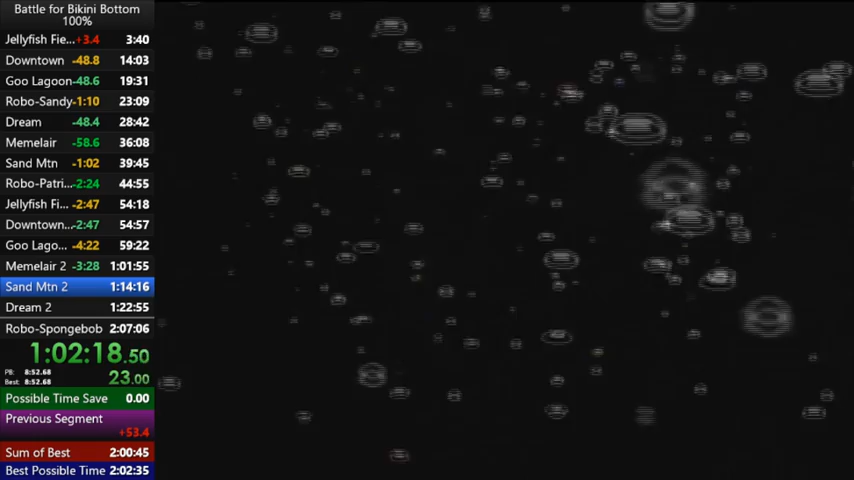 Battle for Bikini Bottom
100%
Jellyfish Fie... +3.4 3:40
Downtown -48.8 14:03
Goo Lagoon -48.6 19:31
Robo-Sandy -1:10 23:09
Dream -48.4 28:42
Memelair -58.6 36:08
Sand Mtn -1:02 39:45
Robo-Patri... -2:24 44:55
Jellyfish Fi... -2:47 54:18
Downtown... -2:47 54:57
Goo Lago... -4:22 59:22
Memelair 2 -3:28 1:01:55
Sand Mtn 2 1:14:16
Dream 2 1:22:55
Robo-Spongebob 2:07:06
1:02:18.50
PB: 8:52.68
Best: 8:52.68
23.00
Possible Time Save 0.00
Previous Segment
+53.4
Sum of Best 2:00:45
Best Possible Time 2:02:35